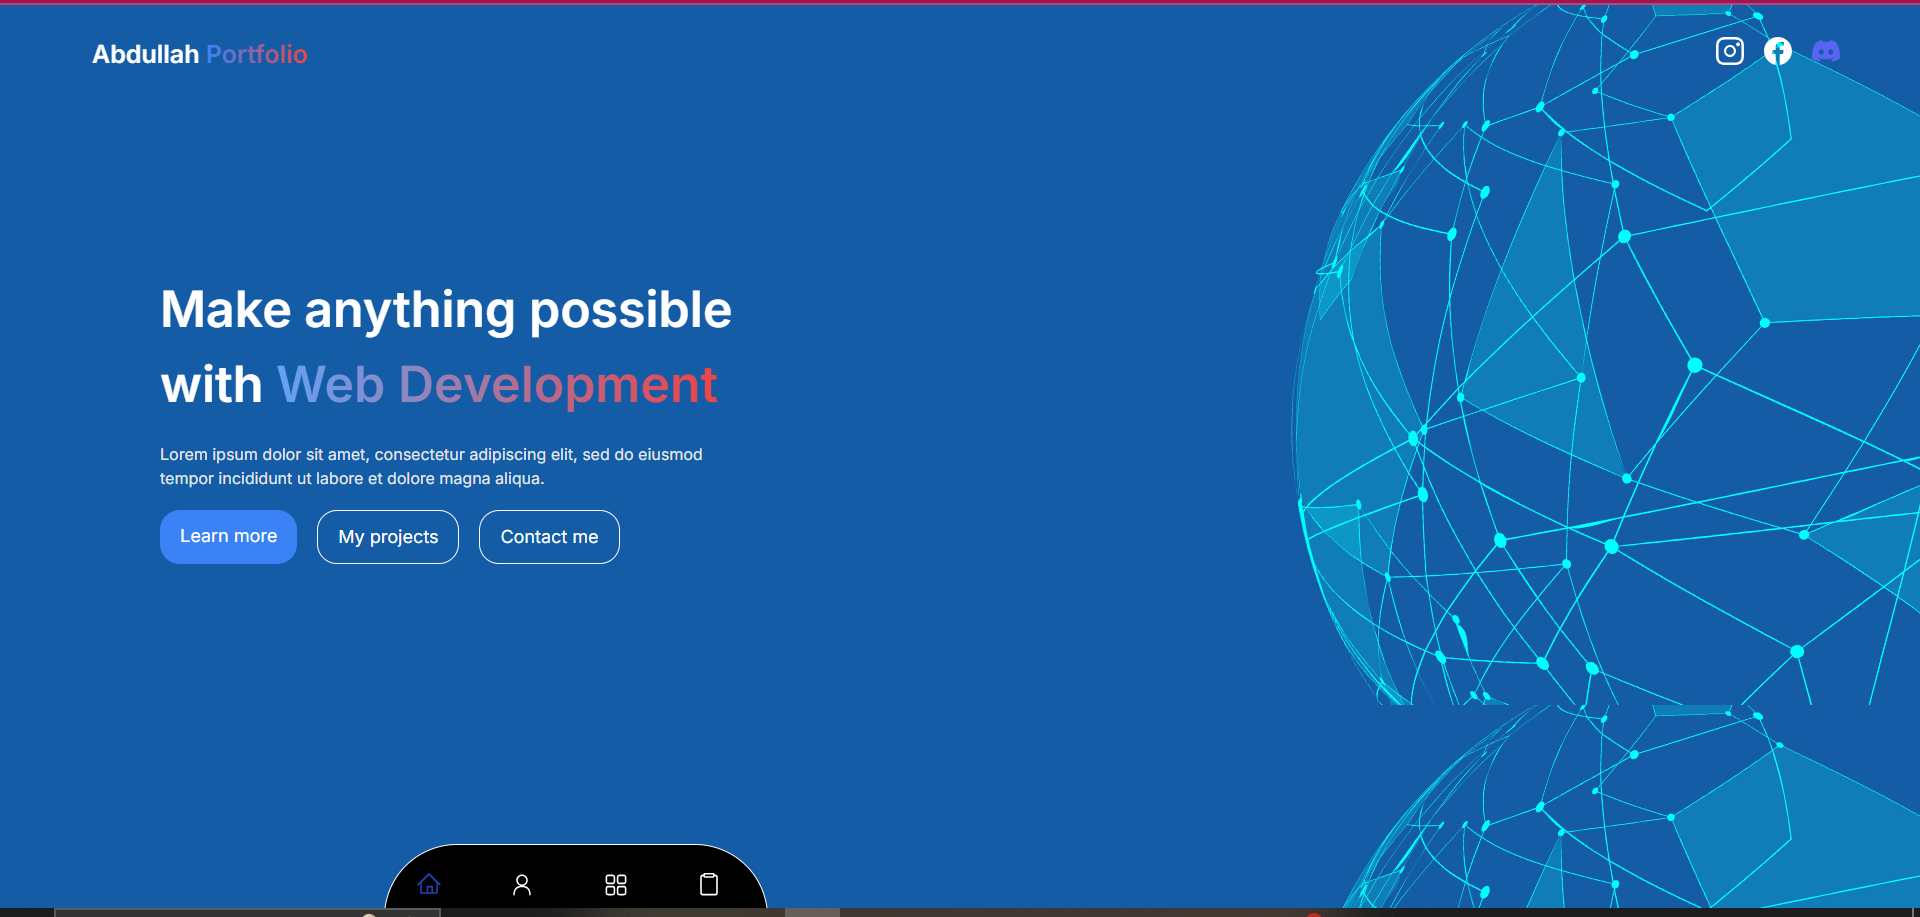 Abdullah Portfolio
Make anything possible
with Web Development
Lorem ipsum dolor sit amet, consectetur adipiscing elit, sed do eiusmod
tempor incididunt ut labore et dolore magna aliqua.
Learn more
My projects
Contact me